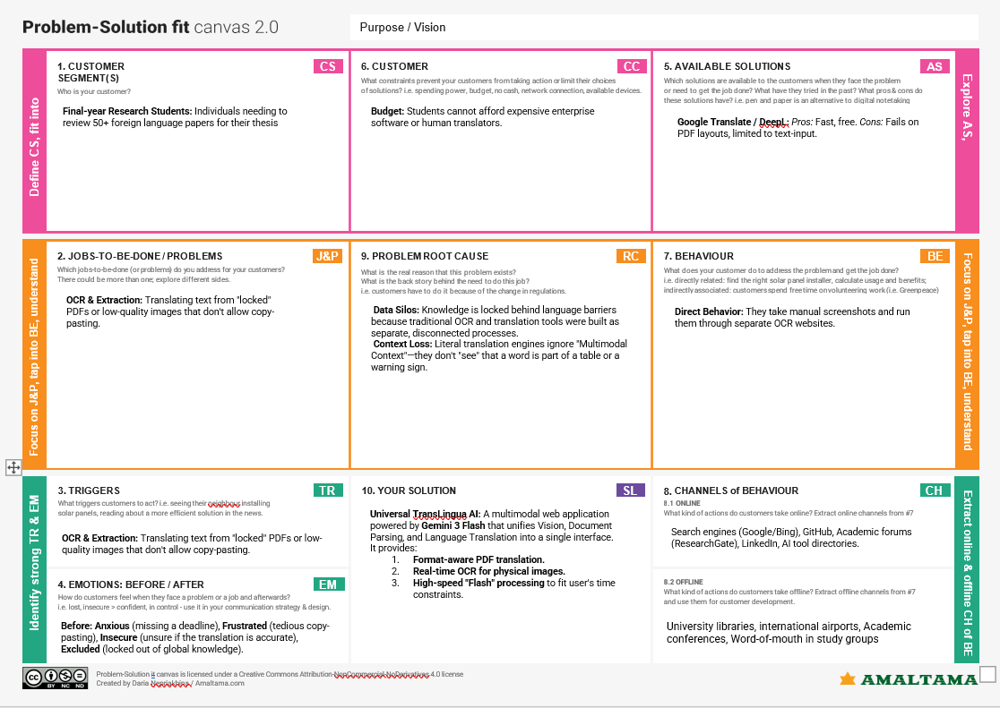 Problem-Solution fit canvas 2.0
Purpose / Vision
Define CS, fit into
1. CUSTOMER
SEGMENT(S)
CS
Who is your customer?
Final-year Research Students: Individuals needing to
review 50+ foreign language papers for their thesis
6. CUSTOMER
CC
What constraints prevent your customers from taking action or limit their choices
of solutions? i.e. spending power, budget, no cash, network connection, available devices.
Budget: Students cannot afford expensive enterprise
software or human translators.
5. AVAILABLE SOLUTIONS
AS
Which solutions are available to the customers when they face the problem
or need to get the job done? What have they tried in the past? What pros & cons do
these solutions have? i.e. pen and paper is an alternative to digital notetaking
Google Translate / DeepL: Pros: Fast, free. Cons: Fails on
PDF layouts, limited to text-input.
Explore AS,
Focus on J&P, tap into BE, understand
2. JOBS-TO-BE-DONE / PROBLEMS
J&P
Which jobs-to-be-done (or problems) do you address for your customers?
There could be more than one; explore different sides.
OCR & Extraction: Translating text from "locked"
PDFs or low-quality images that don't allow copy-
pasting.
9. PROBLEM ROOT CAUSE
RC
What is the real reason that this problem exists?
What is the back story behind the need to do this job?
i.e. customers have to do it because of the change in regulations.
Data Silos: Knowledge is locked behind language barriers
because traditional OCR and translation tools were built as
separate, disconnected processes.
Context Loss: Literal translation engines ignore "Multimodal
Context"—they don't "see" that a word is part of a table or a
warning sign.
7. BEHAVIOUR
BE
What does your customer do to address the problem and get the job done?
i.e. directly related: find the right solar panel installer, calculate usage and benefits;
indirectly associated: customers spend free time on volunteering work (i.e. Greenpeace)
Direct Behavior: They take manual screenshots and run
them through separate OCR websites.
Focus on J&P, tap into BE, understand
Identify strong TR & EM
3. TRIGGERS
TR
What triggers customers to act? i.e. seeing their neighbour installing
solar panels, reading about a more efficient solution in the news.
OCR & Extraction: Translating text from "locked" PDFs or low-
quality images that don't allow copy-pasting.
4. EMOTIONS: BEFORE / AFTER
EM
How do customers feel when they face a problem or a job and afterwards?
i.e. lost, insecure > confident, in control - use it in your communication strategy & design.
Before: Anxious (missing a deadline), Frustrated (tedious copy-
pasting), Insecure (unsure if the translation is accurate),
Excluded (locked out of global knowledge).
10. YOUR SOLUTION
SL
Universal TransLingua AI: A multimodal web application
powered by Gemini 3 Flash that unifies Vision, Document
Parsing, and Language Translation into a single interface.
It provides:
1. Format-aware PDF translation.
2. Real-time OCR for physical images.
3. High-speed "Flash" processing to fit user's time
constraints.
8. CHANNELS of BEHAVIOUR
CH
8.1 ONLINE
What kind of actions do customers take online? Extract online channels from #7
Search engines (Google/Bing), GitHub, Academic forums
(ResearchGate), LinkedIn, AI tool directories.
8.2 OFFLINE
What kind of actions do customers take offline? Extract offline channels from #7
and use them for customer development.
University libraries, international airports, Academic
conferences, Word-of-mouth in study groups
Extract online & offline CH of BE
cc BY NC ND
Problem-Solution it canvas is licensed under a Creative Commons Attribution-NonCommercial-NoDerivatives 4.0 license
Created by Daria Nepriakhina / Amaltama.com
AMALTAMA